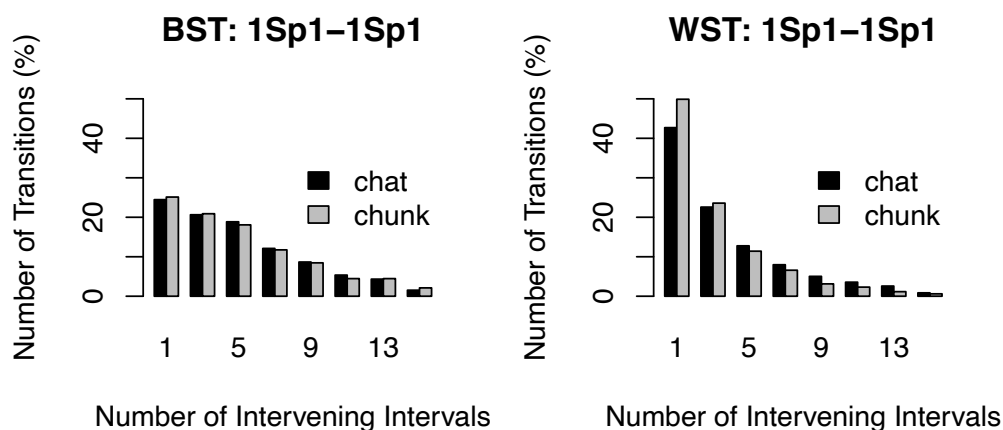 BST: 1Sp1–1Sp1
Number of Transitions (%)
0 20 40
chat
chunk
1 5 9 13
Number of Intervening Intervals
WST: 1Sp1–1Sp1
Number of Transitions (%)
0 20 40
chat
chunk
1 5 9 13
Number of Intervening Intervals